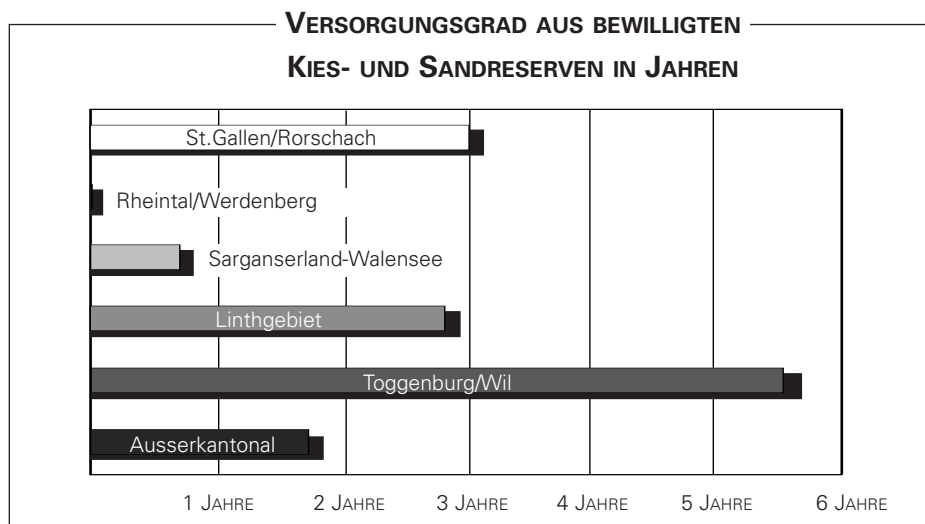 VERSORGUNGSGRAD AUS BEWILLIGTEN
KIES- UND SANDRESERVEN IN JAHREN
St.Gallen/Rorschach
Rheintal/Werdenberg
Sarganserland-Walensee
Linthgebiet
Toggenburg/Wil
Ausserkantonal
1 JAHRE 2 JAHRE 3 JAHRE 4 JAHRE 5 JAHRE 6 JAHRE